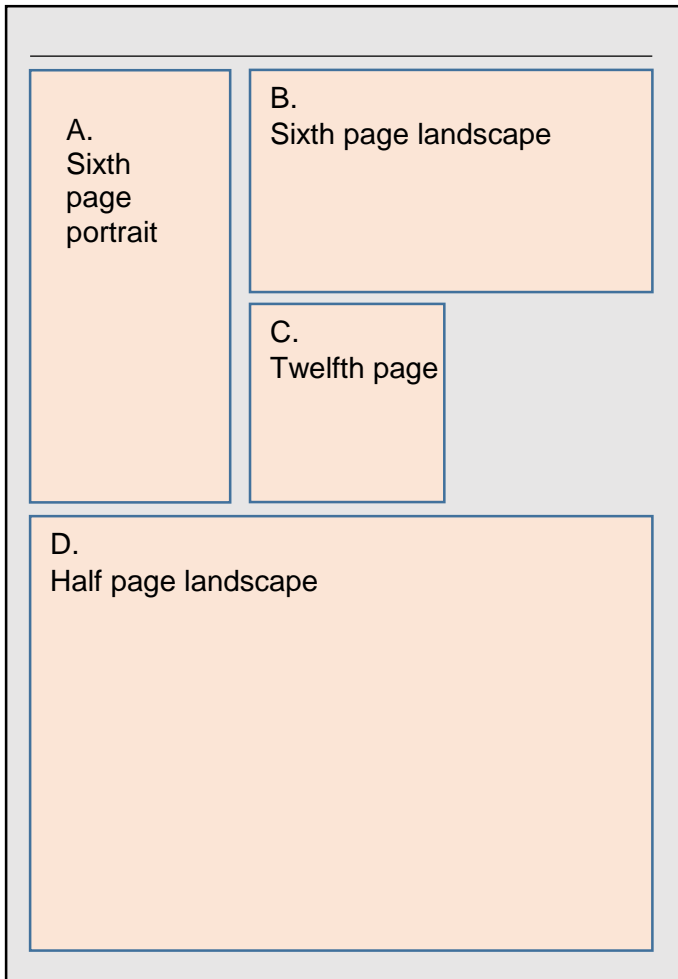 A.
Sixth
page
portrait
B.
Sixth page landscape
C.
Twelfth page
D.
Half page landscape